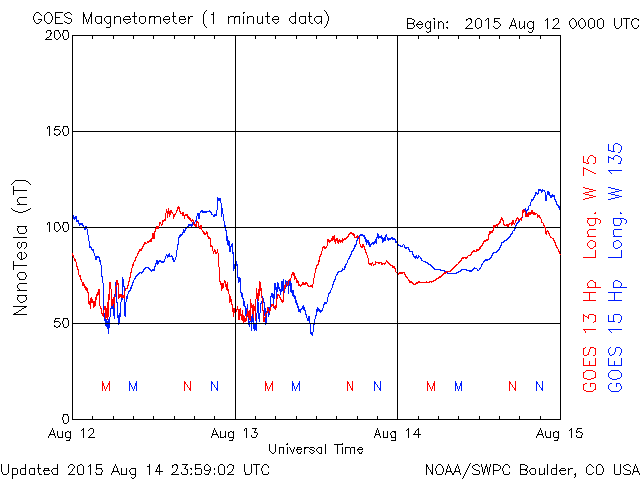 GOES Magnetometer (1 minute data)
Begin: 2015 Aug 12 0000 UTC
200
150
100
50
0
NanoTesla (nT)
M M N N M M N N M M N N
Aug 12 Aug 13 Aug 14 Aug 15
Universal Time
GOES 13 Hp Long. W 75
GOES 15 Hp Long. W 135
Updated 2015 Aug 14 23:59:02 UTC
NOAA/SWPC Boulder, CO USA